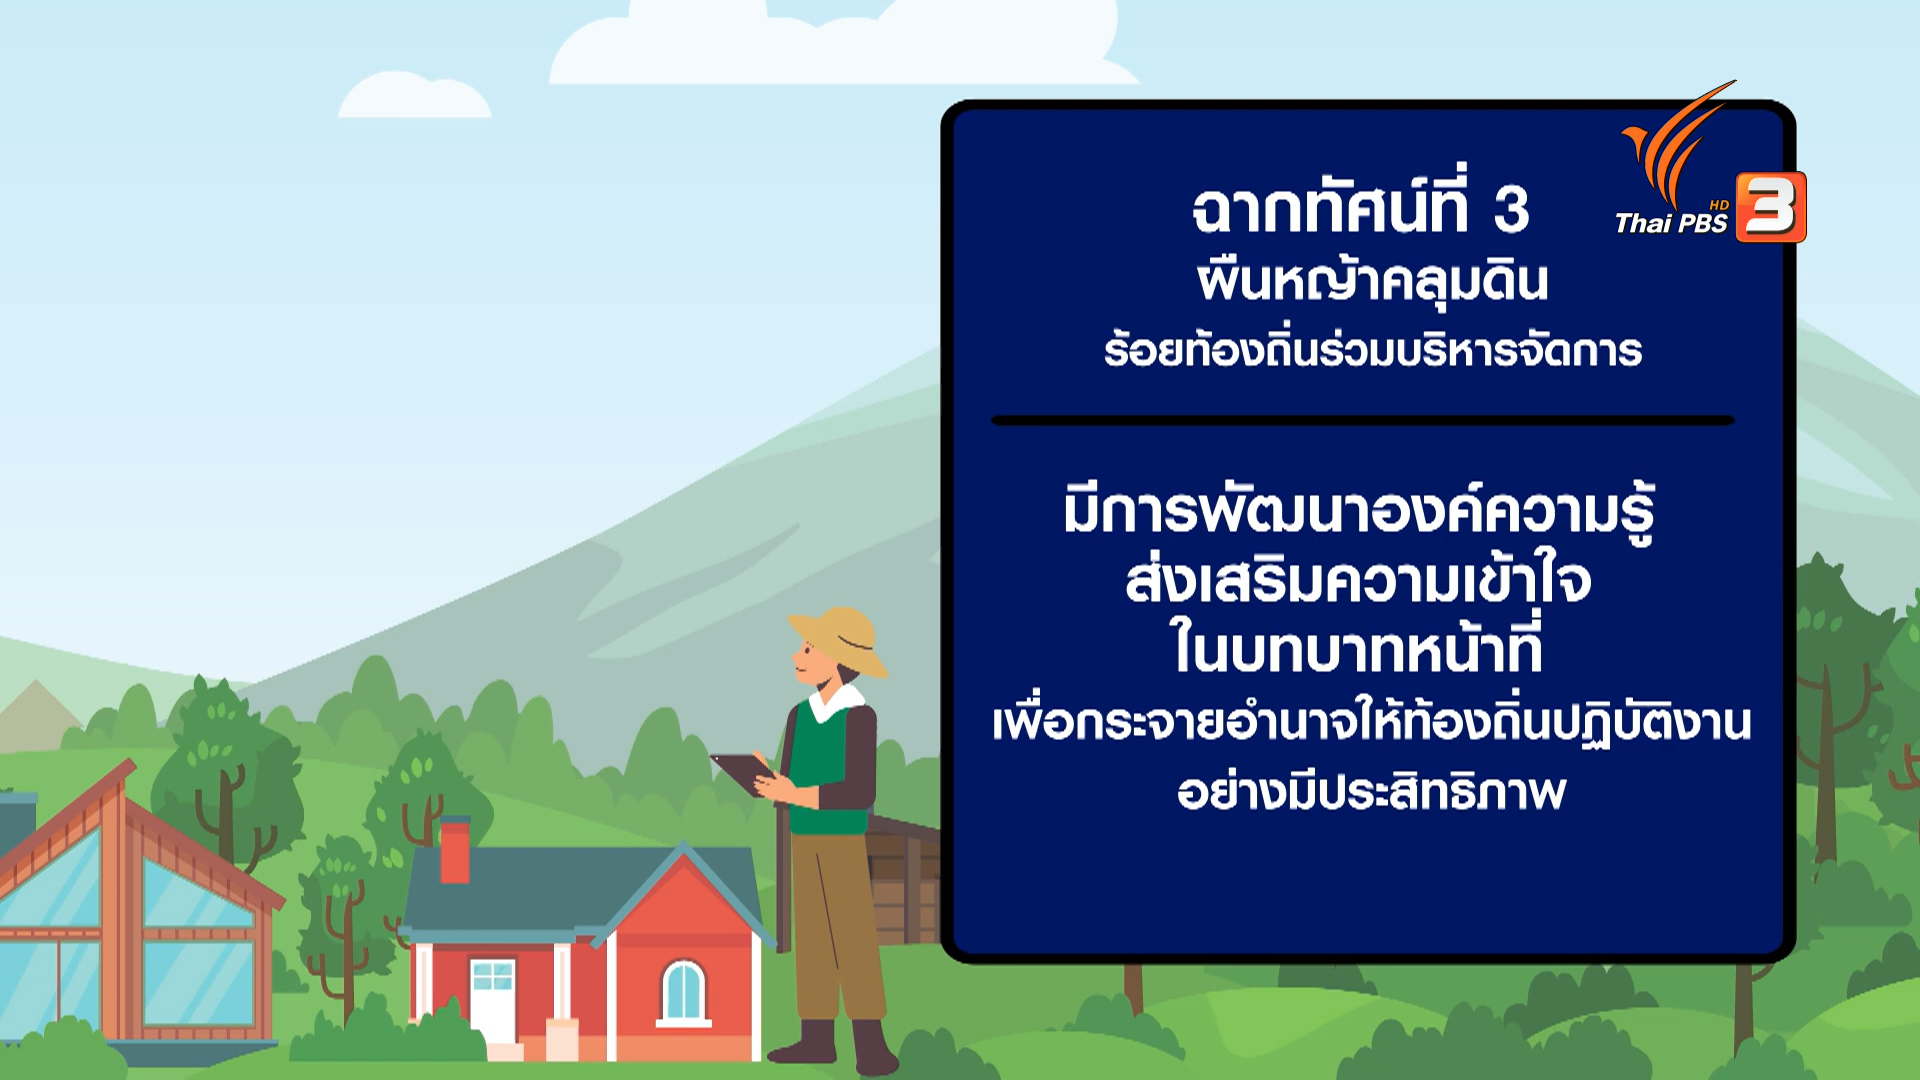 ฉากทัศน์ที่ 3
ผืนหญ้าคลุมดิน
ร้อยท้องถิ่นร่วมบริหารจัดการ
มีการพัฒนาองค์ความรู้
ส่งเสริมความเข้าใจ
ในบทบาทหน้าที่
เพื่อกระจายอำนาจให้ท้องถิ่นปฏิบัติงาน
อย่างมีประสิทธิภาพ
HD
Thai PBS 3